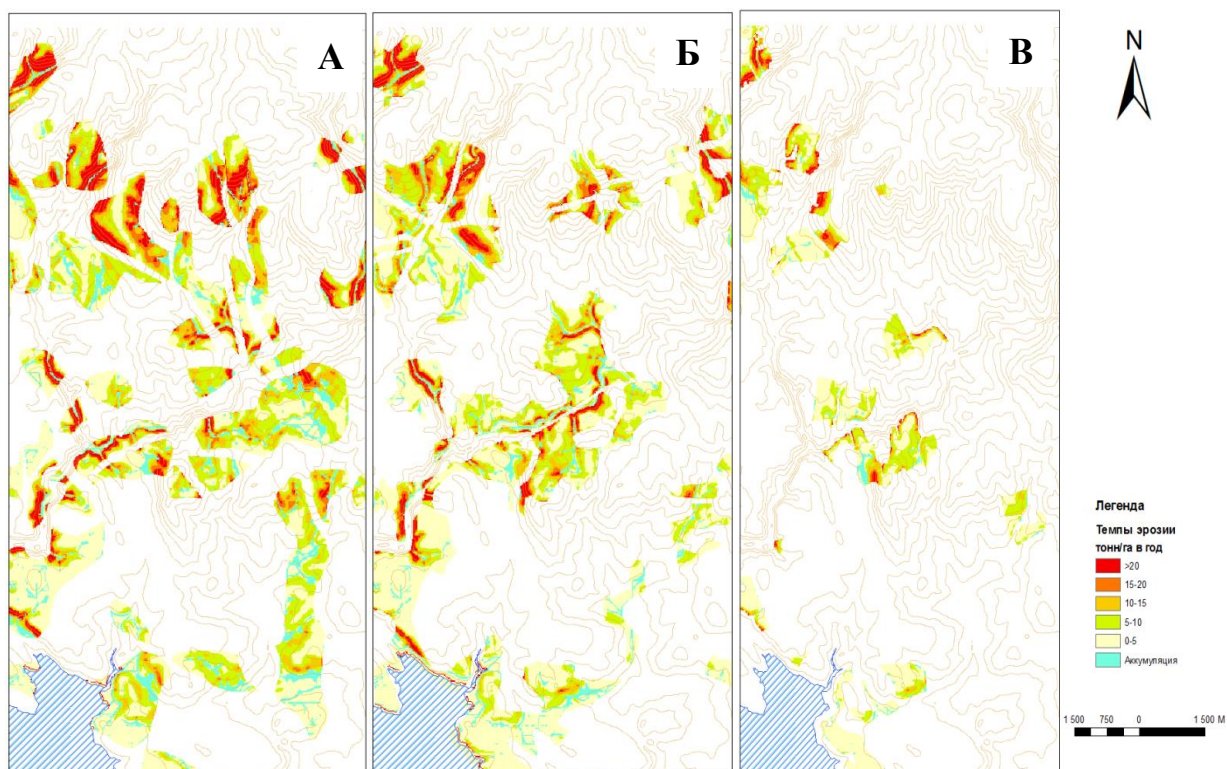 А
Б
В
N
Легенда
Темпы эрозии
тонн/га в год
>20
15-20
10-15
5-10
0-5
Аккумуляция
1 500 750 0 1 500 М